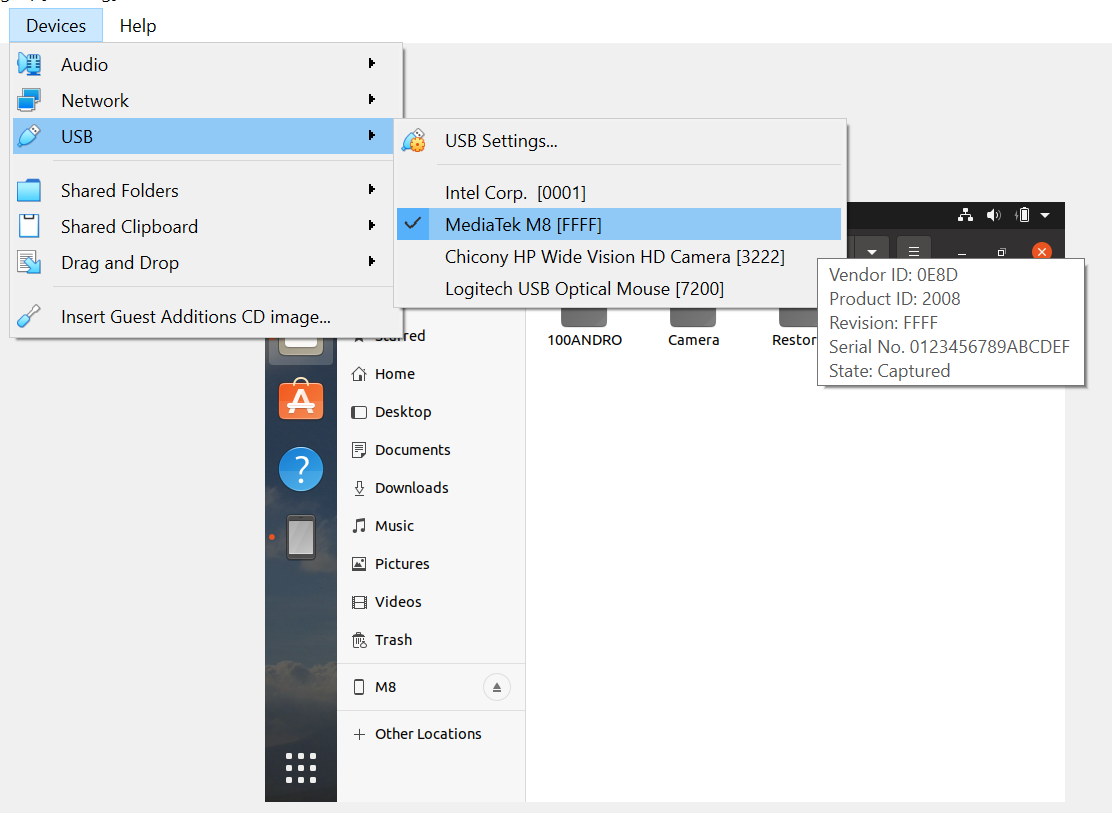 Devices
Help
Audio
Network
USB
Shared Folders
Shared Clipboard
Drag and Drop
Insert Guest Additions CD image...
USB Settings...
Intel Corp.  [0001]
MediaTek M8 [FFFF]
Chicony HP Wide Vision HD Camera [3222]
Logitech USB Optical Mouse [7200]
Vendor ID: 0E8D
Product ID: 2008
Revision: FFFF
Serial No. 0123456789ABCDEF
State: Captured
100ANDRO
Camera
Restor
Starred
Home
Desktop
Documents
Downloads
Music
Pictures
Videos
Trash
M8
Other Locations